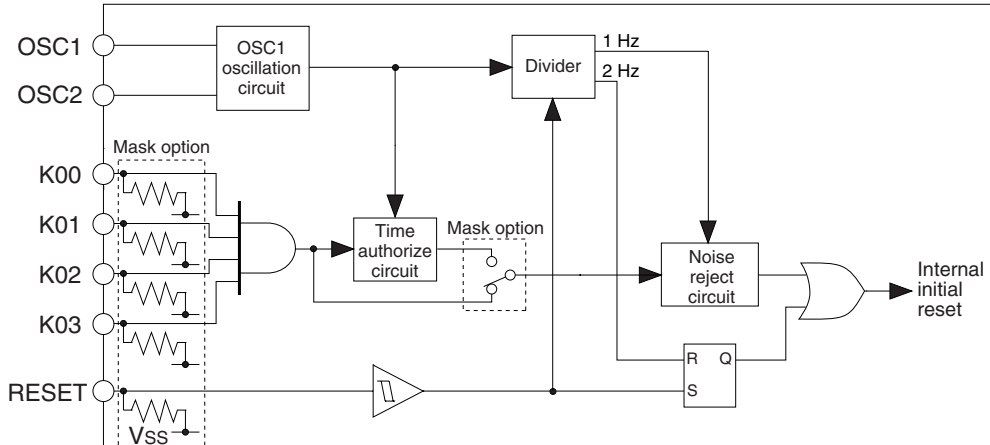 OSC1
OSC2
OSC1
oscillation
circuit
Divider
1 Hz
2 Hz
Mask option
K00
K01
K02
K03
RESET
VSS
Time
authorize
circuit
Mask option
Noise
reject
circuit
R Q
S
Internal
initial
reset